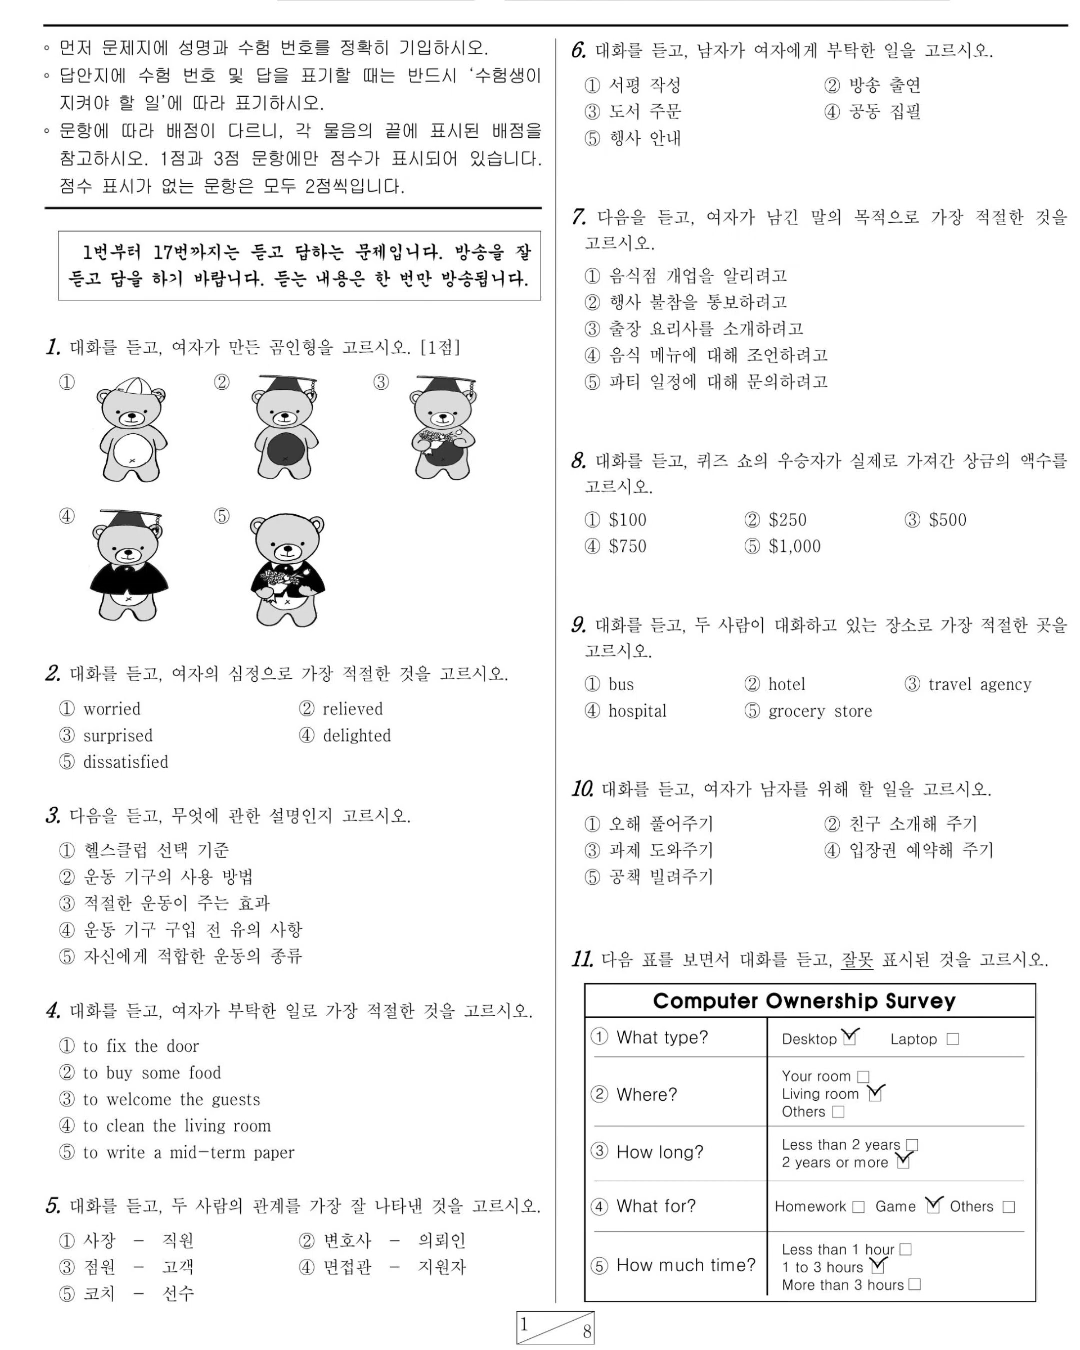 ◦ 먼저 문제지에 성명과 수험 번호를 정확히 기입하시오.
◦ 답안지에 수험 번호 및 답을 표기할 때는 반드시 ‘수험생이
지켜야 할 일’에 따라 표기하시오.
◦ 문항에 따라 배점이 다르니, 각 물음의 끝에 표시된 배점을
참고하시오. 1점과 3점 문항에만 점수가 표시되어 있습니다.
점수 표시가 없는 문항은 모두 2점씩입니다.
1번부터 17번까지는 듣고 답하는 문제입니다. 방송을 잘
듣고 답을 하기 바랍니다. 듣는 내용은 한 번만 방송됩니다.
1. 대화를 듣고, 여자가 만든 곰인형을 고르시오. [1점]
① ② ③
④ ⑤
2. 대화를 듣고, 여자의 심정으로 가장 적절한 것을 고르시오.
① worried ② relieved
③ surprised ④ delighted
⑤ dissatisfied
3. 다음을 듣고, 무엇에 관한 설명인지 고르시오.
① 헬스클럽 선택 기준
② 운동 기구의 사용 방법
③ 적절한 운동이 주는 효과
④ 운동 기구 구입 전 유의 사항
⑤ 자신에게 적합한 운동의 종류
4. 대화를 듣고, 여자가 부탁한 일로 가장 적절한 것을 고르시오.
① to fix the door
② to buy some food
③ to welcome the guests
④ to clean the living room
⑤ to write a mid-term paper
5. 대화를 듣고, 두 사람의 관계를 가장 잘 나타낸 것을 고르시오.
① 사장 - 직원 ② 변호사 - 의뢰인
③ 점원 - 고객 ④ 면접관 - 지원자
⑤ 코치 - 선수
6. 대화를 듣고, 남자가 여자에게 부탁한 일을 고르시오.
① 서평 작성 ② 방송 출연
③ 도서 주문 ④ 공동 집필
⑤ 행사 안내
7. 다음을 듣고, 여자가 남긴 말의 목적으로 가장 적절한 것을
고르시오.
① 음식점 개업을 알리려고
② 행사 불참을 통보하려고
③ 출장 요리사를 소개하려고
④ 음식 메뉴에 대해 조언하려고
⑤ 파티 일정에 대해 문의하려고
8. 대화를 듣고, 퀴즈 쇼의 우승자가 실제로 가져간 상금의 액수를
고르시오.
① $100 ② $250 ③ $500
④ $750 ⑤ $1,000
9. 대화를 듣고, 두 사람이 대화하고 있는 장소로 가장 적절한 곳을
고르시오.
① bus ② hotel ③ travel agency
④ hospital ⑤ grocery store
10. 대화를 듣고, 여자가 남자를 위해 할 일을 고르시오.
① 오해 풀어주기 ② 친구 소개해 주기
③ 과제 도와주기 ④ 입장권 예약해 주기
⑤ 공책 빌려주기
11. 다음 표를 보면서 대화를 듣고, 잘못 표시된 것을 고르시오.
Computer Ownership Survey
① What type? Desktop Laptop
② Where? Your room
Living room
Others
③ How long? Less than 2 years
2 years or more
④ What for? Homework Game Others
⑤ How much time? Less than 1 hour
1 to 3 hours
More than 3 hours
1 8